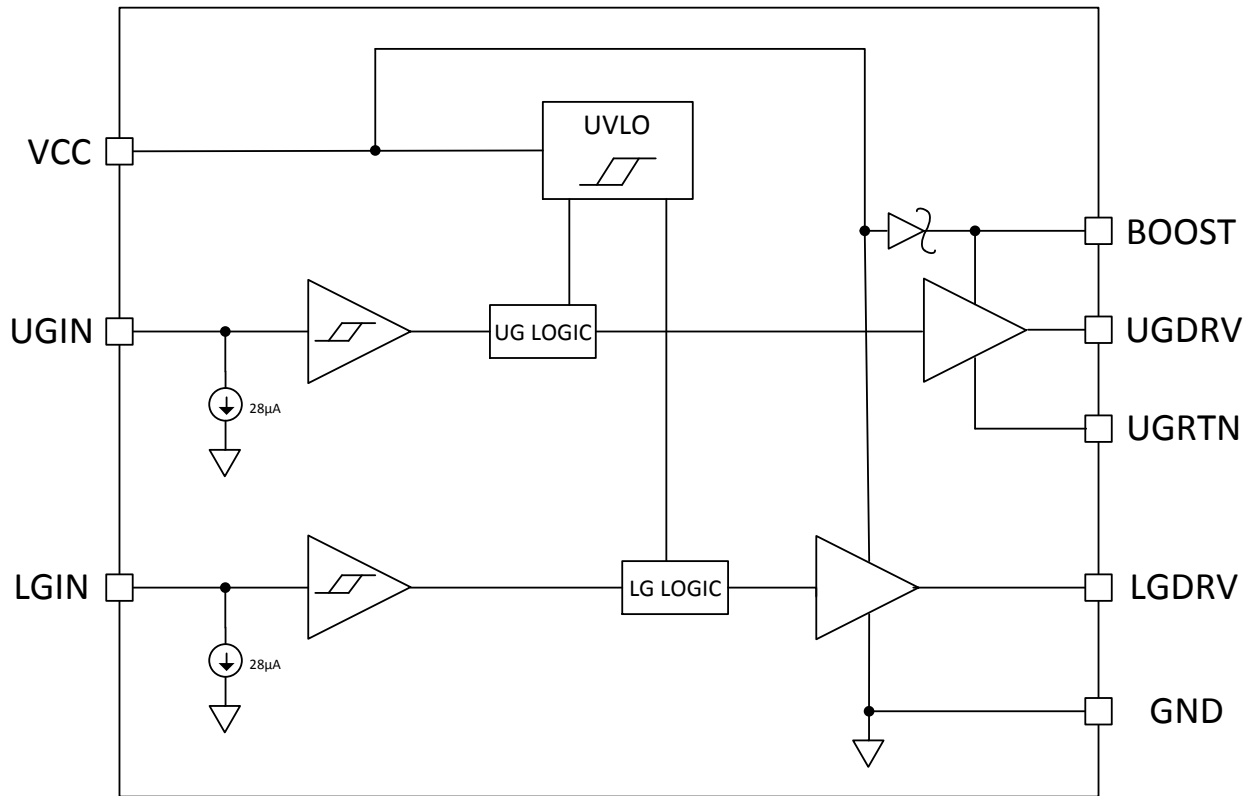 UVLO
VCC
BOOST
UGIN
UG LOGIC
UGDRV
28µA
UGRTN
LGIN
LG LOGIC
LGDRV
28µA
GND